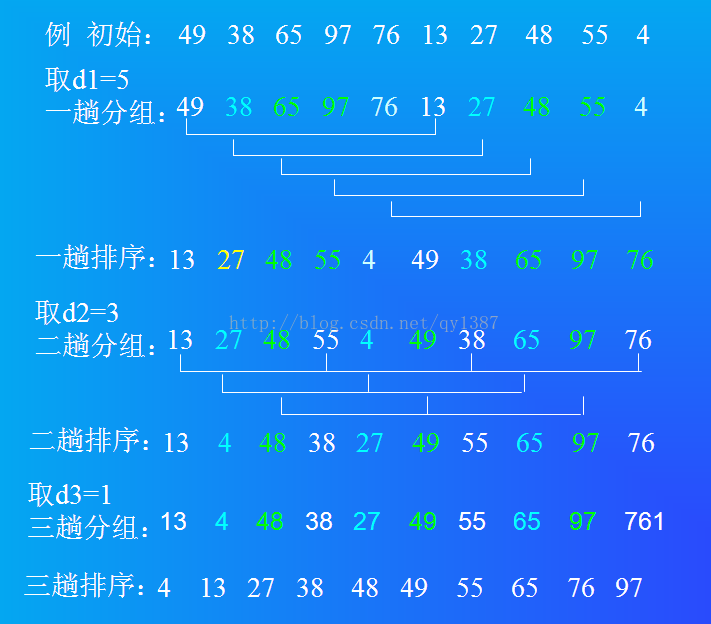 例 初始： 49 38 65 97 76 13 27 48 55 4
取d1=5
一趟分组： 49 38 65 97 76 13 27 48 55 4
一趟排序： 13 27 48 55 4 49 38 65 97 76
取d2=3
http://blog.csdn.net/qy1387
二趟分组： 13 27 48 55 4 49 38 65 97 76
二趟排序： 13 4 48 38 27 49 55 65 97 76
取d3=1
三趟分组： 13 4 48 38 27 49 55 65 97 761
三趟排序： 4 13 27 38 48 49 55 65 76 97